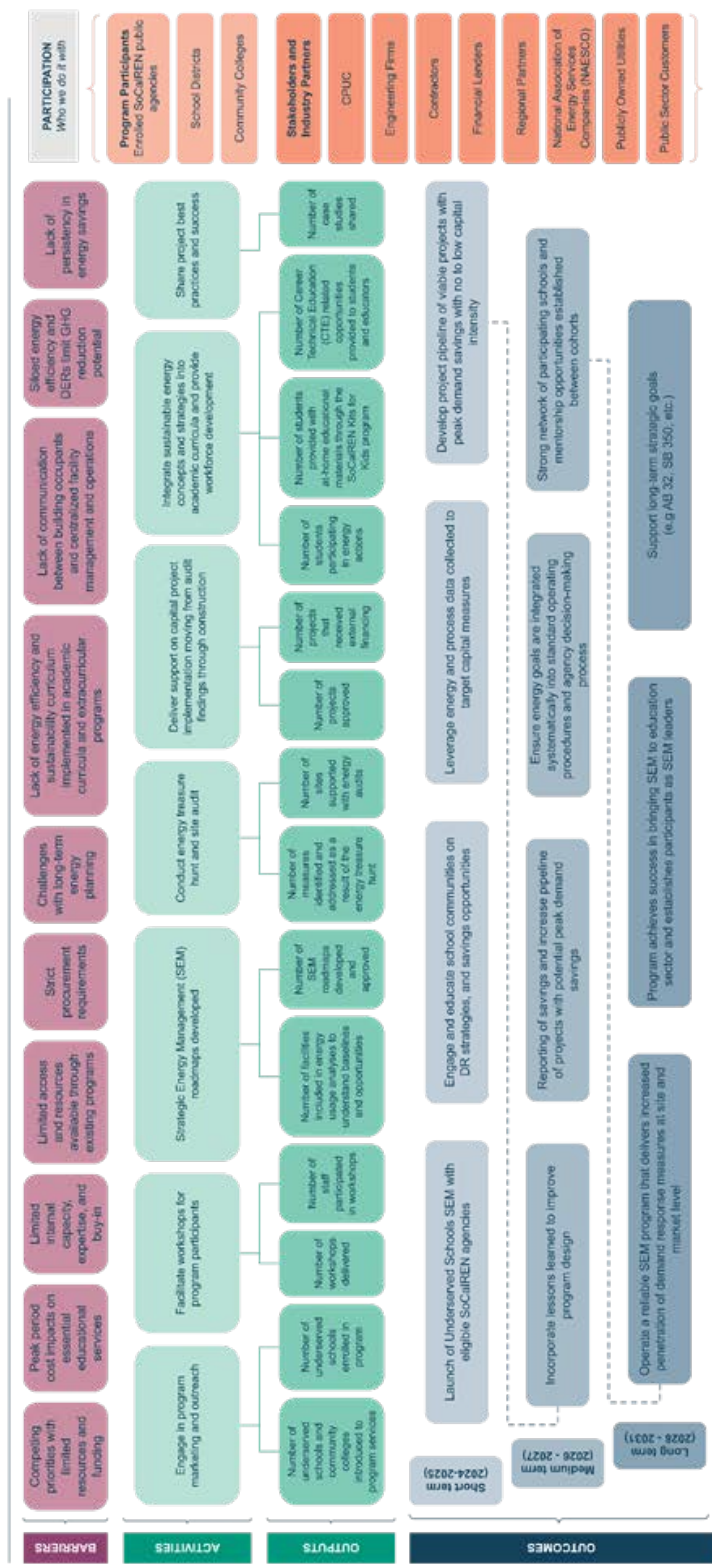 BARRIERS
Competing
priorities with
limited
resources and
funding
Peak period
cost impacts on
essential
educational
services
Limited
internal
capacity,
expertise, and
buy-in
Limited access
and resources
available through
existing programs
Strict
procurement
requirements
Challenges
with long-term
energy
planning
Lack of energy efficiency and
sustainability curriculum
implemented in academic
curricula and extracurricular
programs
Lack of communication
between building occupants
and centralized facility
management and operations
Siloed energy
efficiency and
DERs limit GHG
reduction
potential
Lack of
persistency in
energy savings
ACTIVITIES
Engage in program
marketing and outreach
Facilitate workshops for
program participants
Strategic Energy Management (SEM)
roadmaps developed
Conduct energy treasure
hunt and site audit
Deliver support on capital project
implementation moving from audit
findings through construction
Integrate sustainable energy
concepts and strategies into
academic curricula and provide
workforce development
Share project best
practices and success
OUTPUTS
Number of
underserved
schools and
community
colleges
introduced to
program services
Number of
underserved
schools
enrolled in
program
Number of
workshops
delivered
Number of
staff
participated
in workshops
Number of facilities
included in energy
usage analyses to
understand baselines
and opportunities
Number of
SEM
roadmaps
developed
and
approved
Number of
measures
identified and
addressed as a
result of the
energy treasure
hunt
Number of
sites
supported
with energy
audits
Number of
projects
approved
Number of
projects
that
received
external
financing
Number of
students
participating
in energy
actions
Number of students
provided with
at-home educational
materials through the
SoCalREN Kits for
Kids program
Number of Career
Technical Education
(CTE) related
opportunities
provided to students
and educators
Number of
case
studies
shared
OUTCOMES
Short term
(2024-2025)
Launch of Underserved Schools SEM with
eligible SoCalREN agencies
Engage and educate school communities on
DR strategies, and savings opportunities
Leverage energy and process data collected to
target capital measures
Develop project pipeline of viable projects with
peak demand savings with no to low capital
intensity
Medium term
(2026 - 2027)
Incorporate lessons learned to improve
program design
Reporting of savings and increase pipeline
of projects with potential peak demand
savings
Ensure energy goals are integrated
systematically into standard operating
procedures and agency decision-making
process
Strong network of participating schools and
mentorship opportunities established
between cohorts
Long term
(2028 - 2031)
Operate a reliable SEM program that delivers increased
penetration of demand response measures at site and
market level
Program achieves success in bringing SEM to education
sector and establishes participants as SEM leaders
Support long-term strategic goals
(e.g AB 32, SB 350, etc.)
PARTICIPATION
Who we do it with
Program Participants
Enrolled SoCalREN public
agencies
School Districts
Community Colleges
Stakeholders and
Industry Partners
CPUC
Engineering Firms
Contractors
Financial Lenders
Regional Partners
National Association of
Energy Services
Companies (NAESCO)
Publicly Owned Utilities
Public Sector Customers